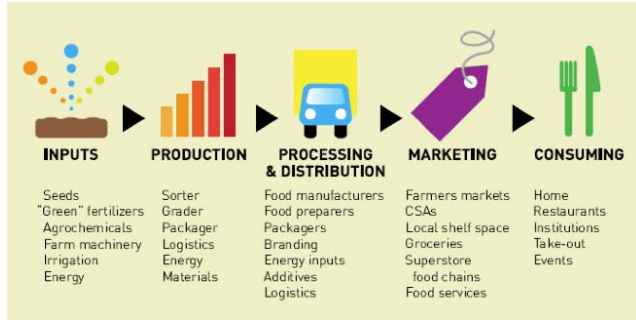 INPUTS
Seeds
"Green" fertilizers
Agrochemicals
Farm machinery
Irrigation
Energy
PRODUCTION
Sorter
Grader
Packager
Logistics
Energy
Materials
PROCESSING
& DISTRIBUTION
Food manufacturers
Food preparers
Packagers
Branding
Energy inputs
Additives
Logistics
MARKETING
Farmers markets
CSAs
Local shelf space
Groceries
Superstore
food chains
Food services
CONSUMING
Home
Restaurants
Institutions
Take-out
Events